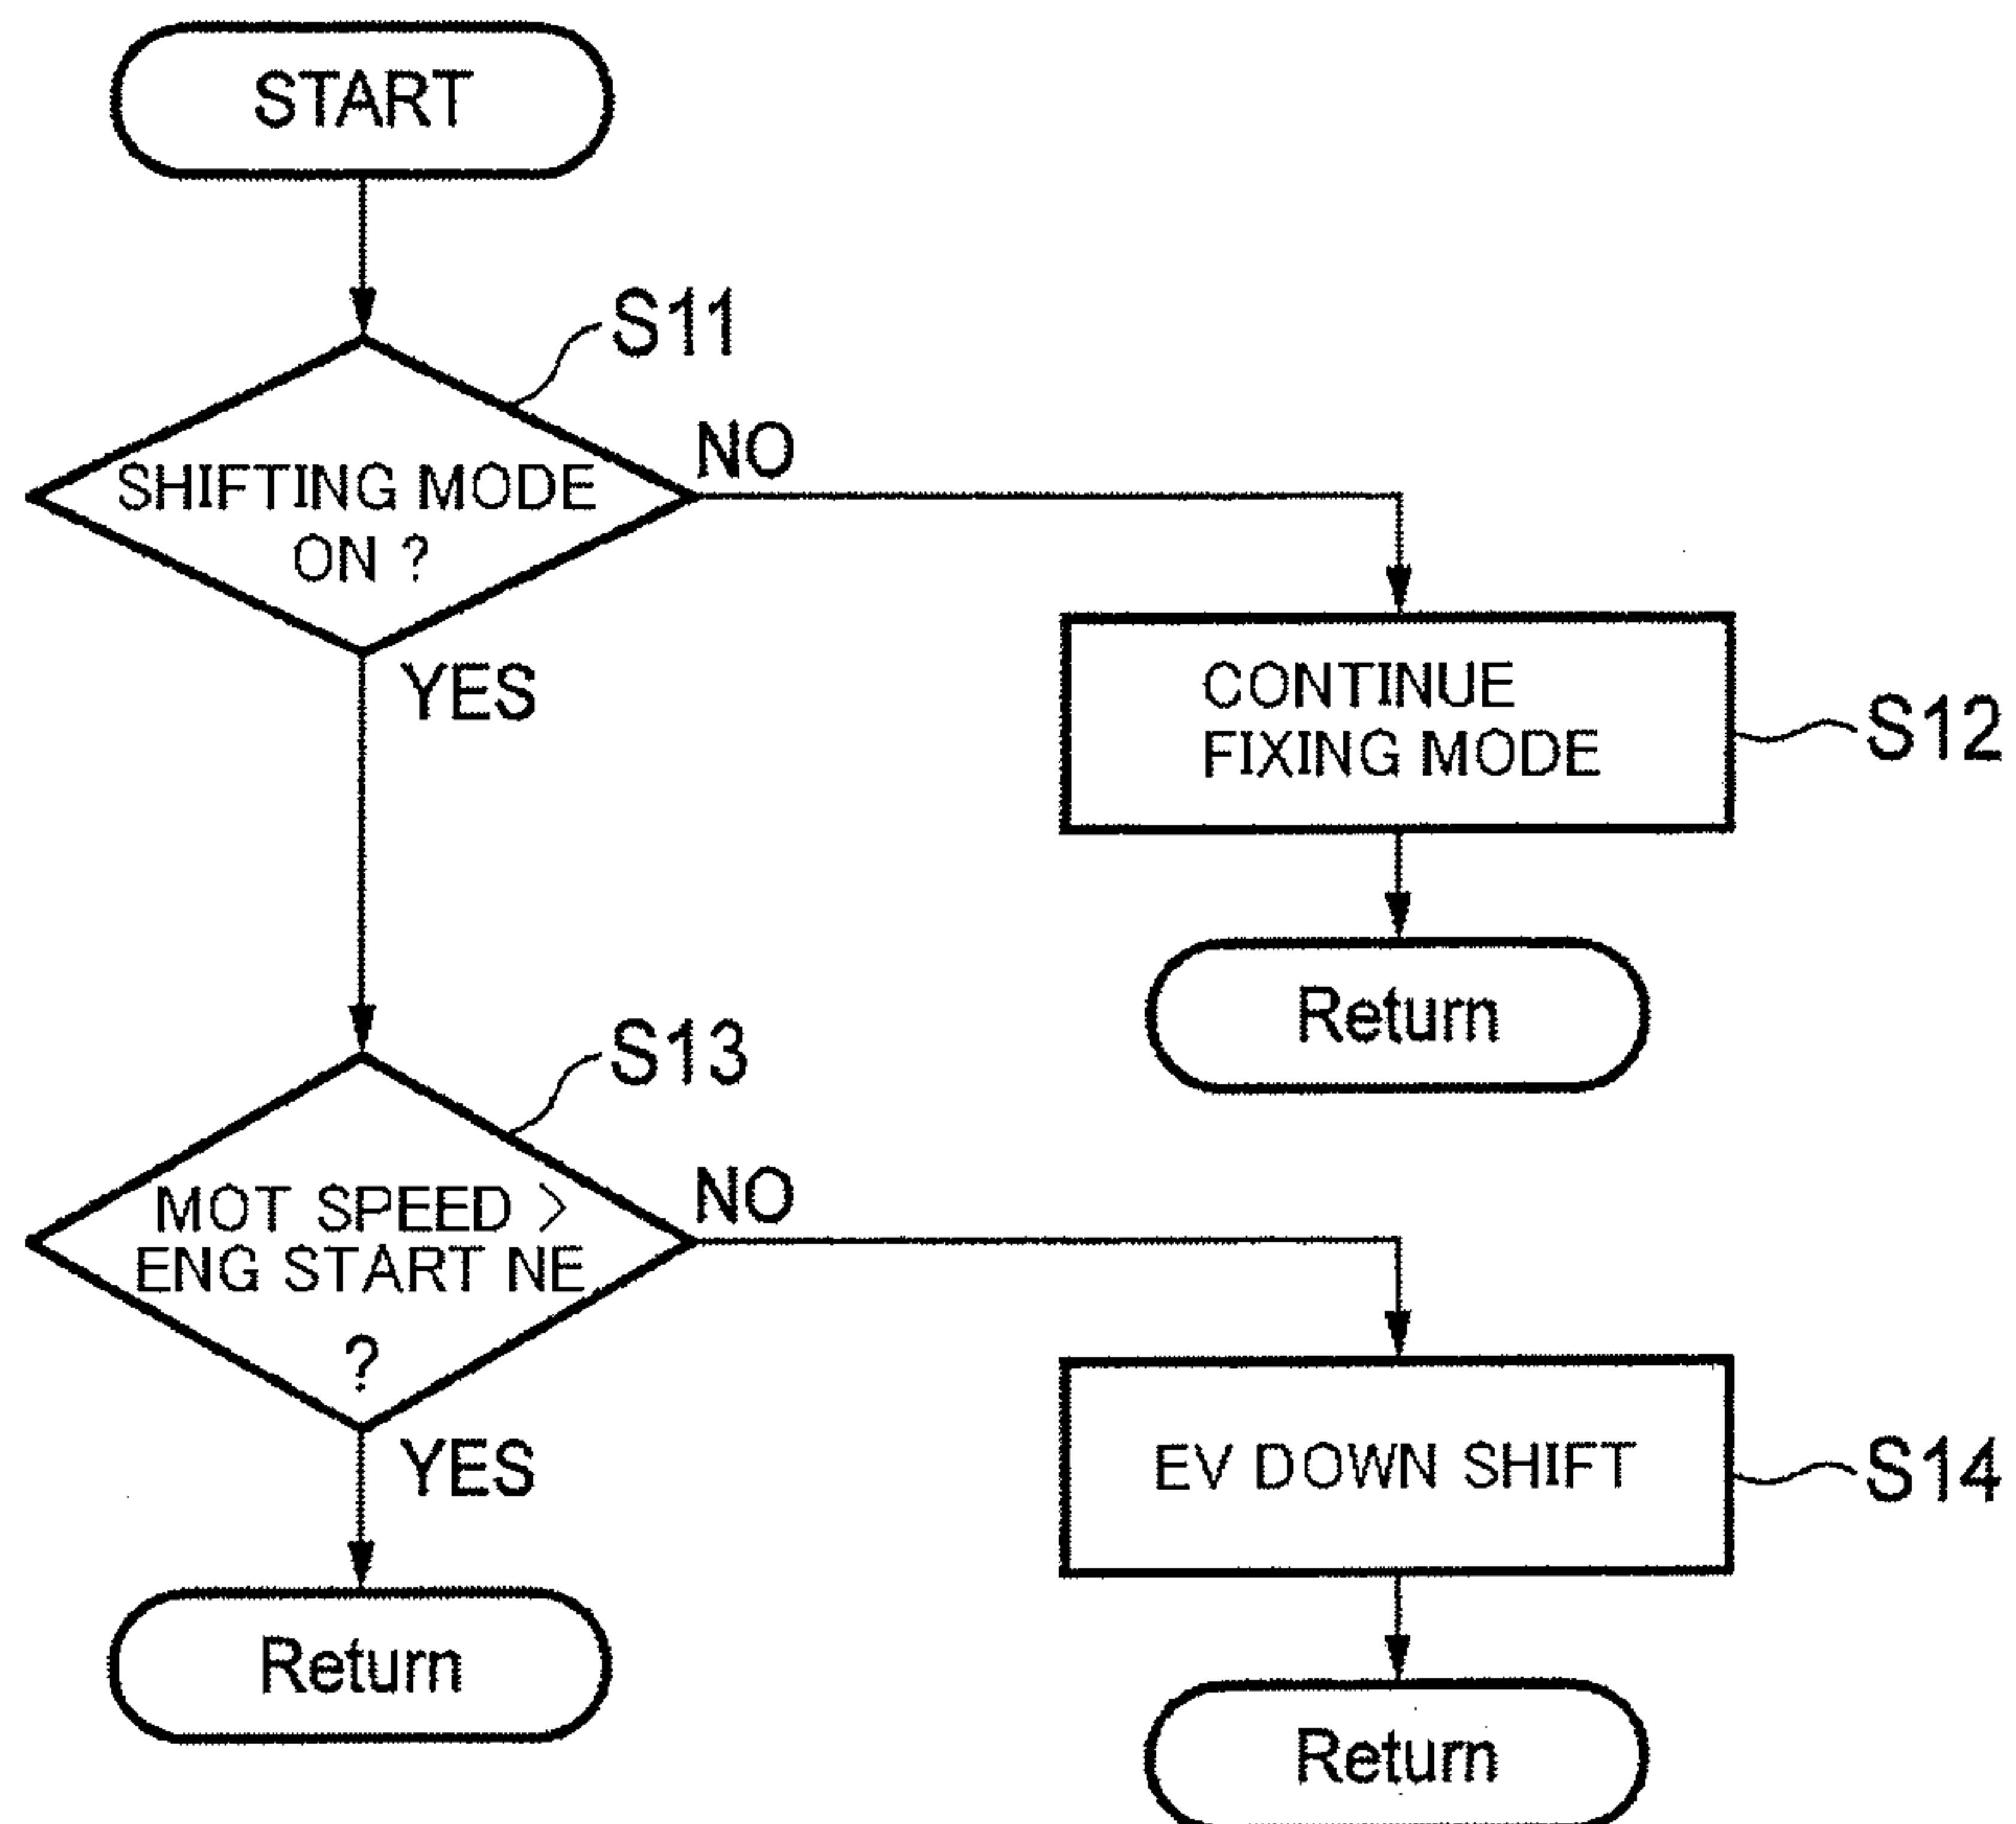 START
S11
SHIFTING MODE
ON ?
NO
YES
CONTINUE
FIXING MODE
S12
Return
S13
MOT SPEED >
ENG START NE
?
NO
YES
EV DOWN SHIFT
S14
Return
Return